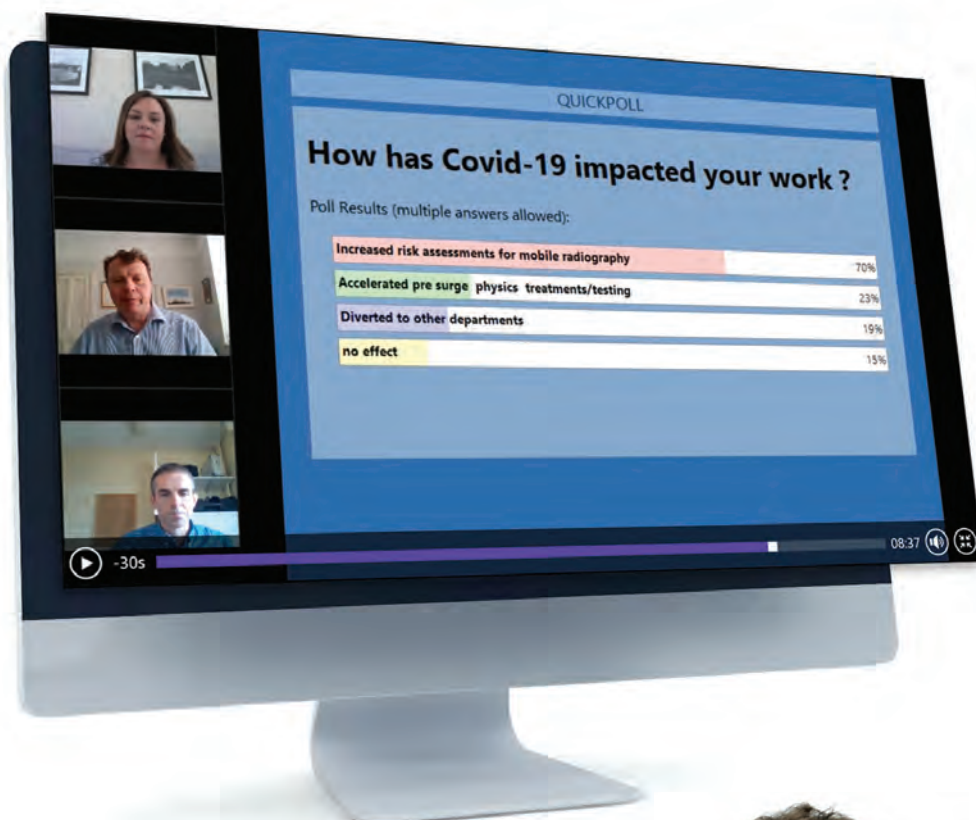 QUICKPOLL
How has Covid-19 impacted your work ?
Poll Results (multiple answers allowed):
Increased risk assessments for mobile radiography 70%
Accelerated pre surge physics treatments/testing 23%
Diverted to other departments 19%
no effect 15%
-30s 08:37